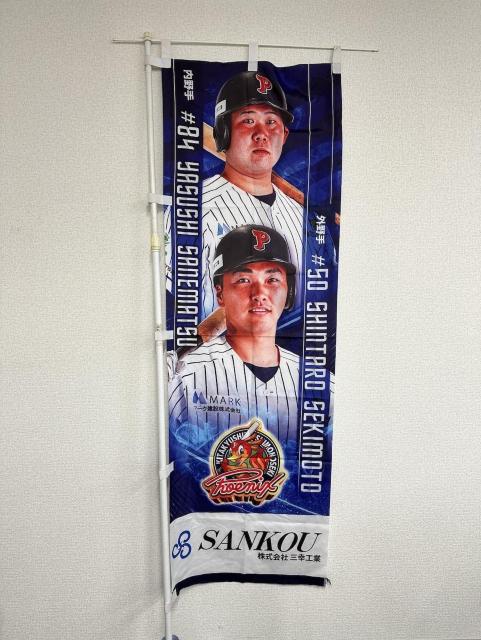 内野手 #84 YASUSHI SANEMATSU
外野手 #50 SHINTARO SEKIMOTO
P
P
MARK
マーク建設株式会社
KITAKYUSHU
Phoenix
SANKOU
株式会社 三幸工業